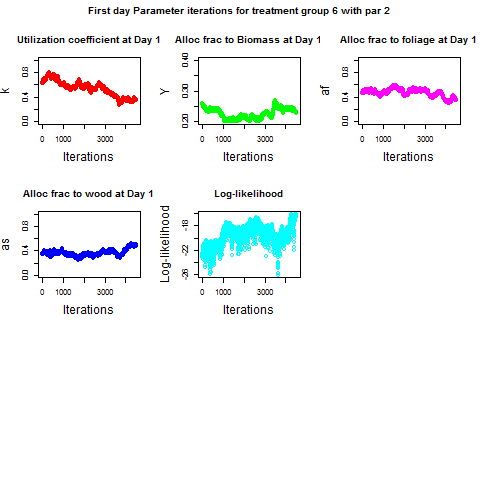 First day Parameter iterations for treatment group 6 with par 2
Utilization coefficient at Day 1
Alloc frac to Biomass at Day 1
Alloc frac to foliage at Day 1
k
0.0 0.4 0.8
0 1000 3000
Iterations
Y
0.20 0.30 0.40
0 1000 3000
Iterations
af
0.0 0.4 0.8
0 1000 3000
Iterations
Alloc frac to wood at Day 1
Log-likelihood
as
0.0 0.4 0.8
0 1000 3000
Iterations
Log-likelihood
-26 -22 -18
0 1000 3000
Iterations